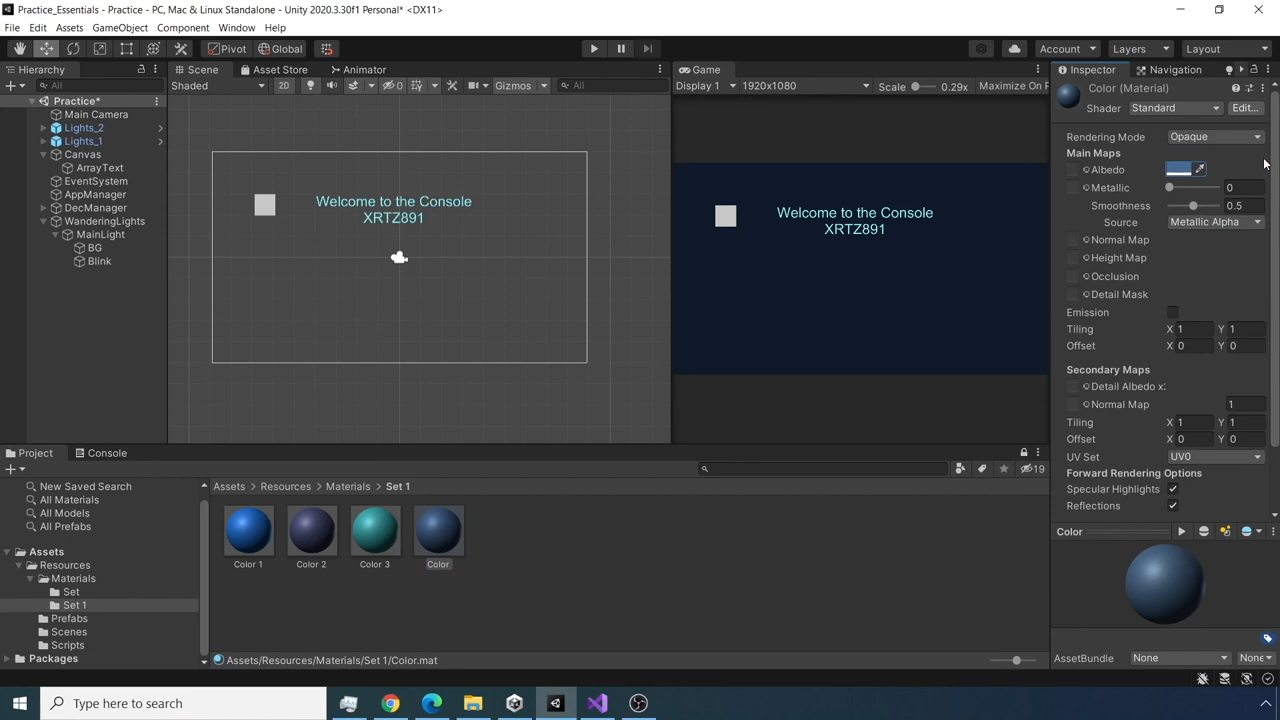 Practice_Essentials - Practice - PC, Mac & Linux Standalone - Unity 2020.3.30f1 Personal* <DX11>
File Edit Assets GameObject Component Window Help
Pivot Global Account Layers Layout
Hierarchy Scene Asset Store Animator Game Inspector Navigation
All Shaded 2D 0 Gizmos All Display 1 1920x1080 Scale 0.29x Maximize On P
Practice*
Main Camera
Lights_2
Lights_1
Canvas
ArrayText
EventSystem
AppManager
DecManager
WanderingLights
MainLight
BG
Blink
Welcome to the Console
XRTZ891
Welcome to the Console
XRTZ891
Color (Material)
Shader Standard Edit...
Rendering Mode Opaque
Main Maps
Albedo
Metallic 0
Smoothness 0.5
Source Metallic Alpha
Normal Map
Height Map
Occlusion
Detail Mask
Emission
Tiling X 1 Y 1
Offset X 0 Y 0
Secondary Maps
Detail Albedo x
Normal Map 1
Tiling X 1 Y 1
Offset X 0 Y 0
UV Set UV0
Forward Rendering Options
Specular Highlights
Reflections
Color
AssetBundle None None
Project Console
19
New Saved Search
All Materials
All Models
All Prefabs
Assets
Resources
Materials
Set
Set 1
Prefabs
Scenes
Scripts
Packages
Assets Resources Materials Set 1
Color 1 Color 2 Color 3 Color
Assets/Resources/Materials/Set 1/Color.mat
Type here to search